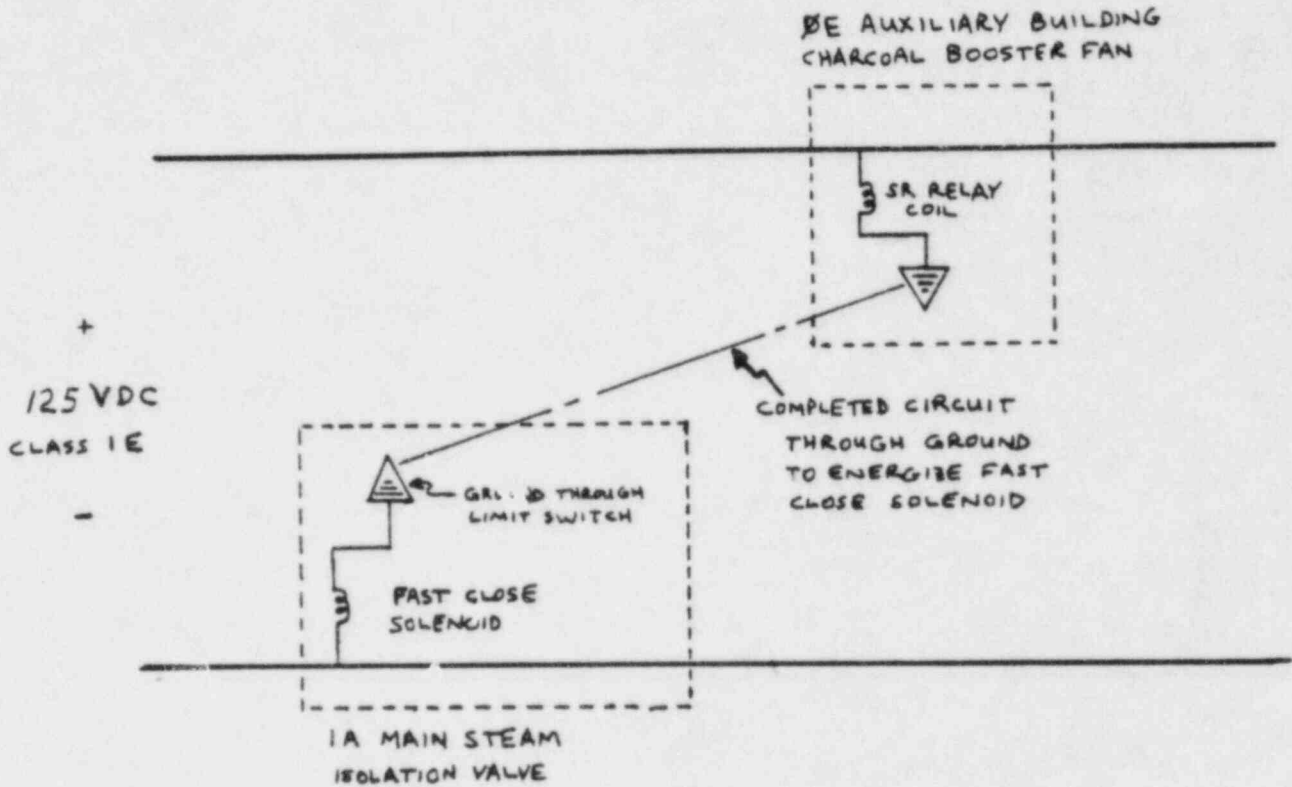 ØE AUXILIARY BUILDING
CHARCOAL BOOSTER FAN
SR RELAY
COIL
+
125 VDC
CLASS 1E
-
COMPLETED CIRCUIT
THROUGH GROUND
TO ENERGIZE FAST
CLOSE SOLENOID
THROUGH
LIMIT SWITCH
FAST CLOSE
SOLENOID
1A MAIN STEAM
ISOLATION VALVE